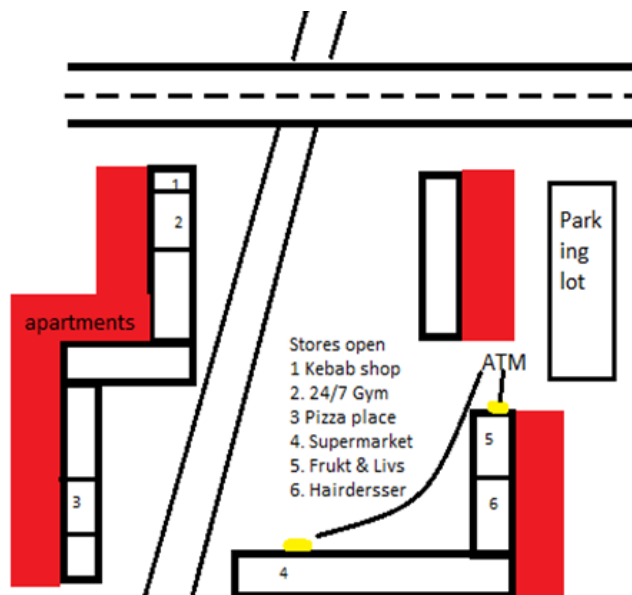 1
2
Park
ing
lot
apartments
Stores open
1 Kebab shop
2. 24/7 Gym
3 Pizza place
4. Supermarket
5. Frukt & Livs
6. Hairdersser
ATM
5
6
3
4